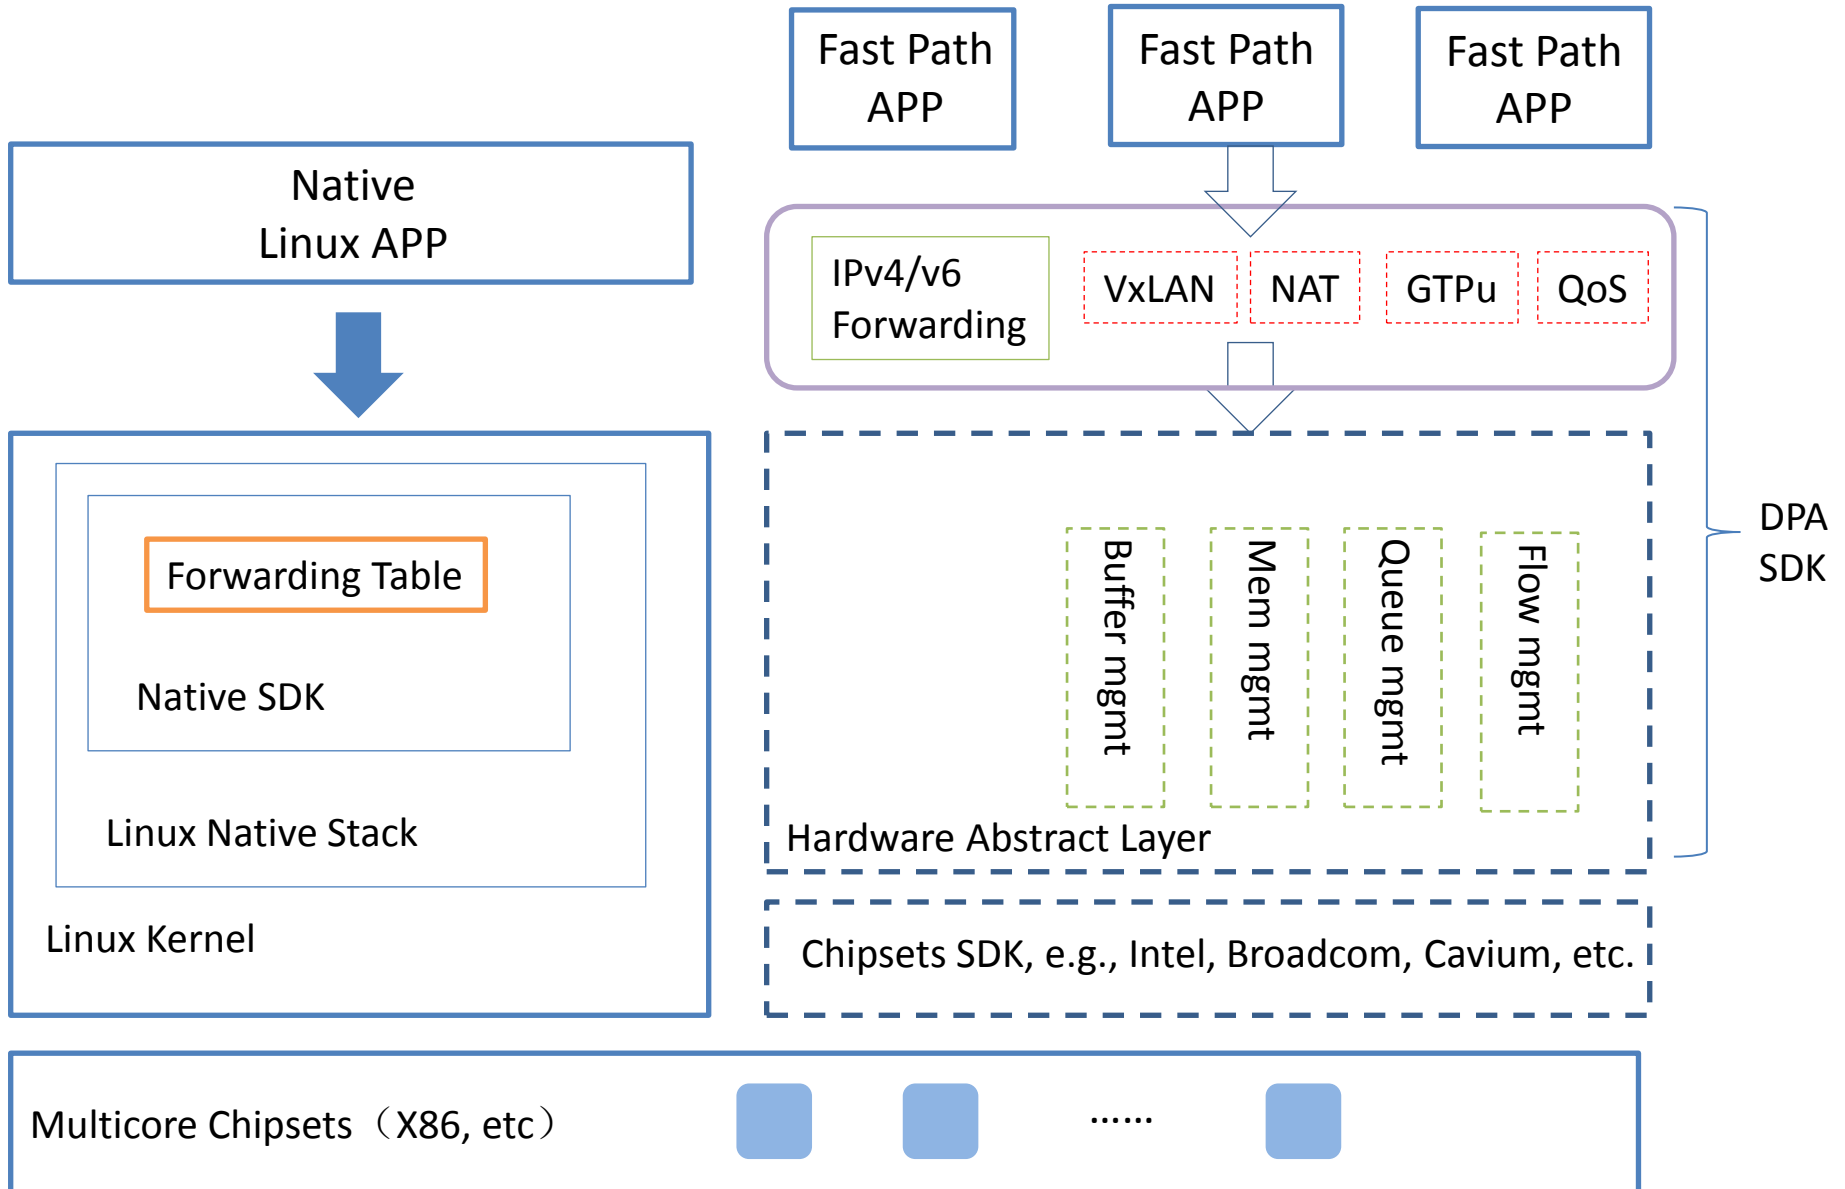 Fast Path
APP
Fast Path
APP
Fast Path
APP
Native
Linux APP
IPv4/v6
Forwarding
VxLAN
NAT
GTPu
QoS
Forwarding Table
Native SDK
Linux Native Stack
Linux Kernel
Buffer mgmt
Mem mgmt
Queue mgmt
Flow mgmt
Hardware Abstract Layer
DPA
SDK
Chipsets SDK, e.g., Intel, Broadcom, Cavium, etc.
Multicore Chipsets（X86, etc）
……